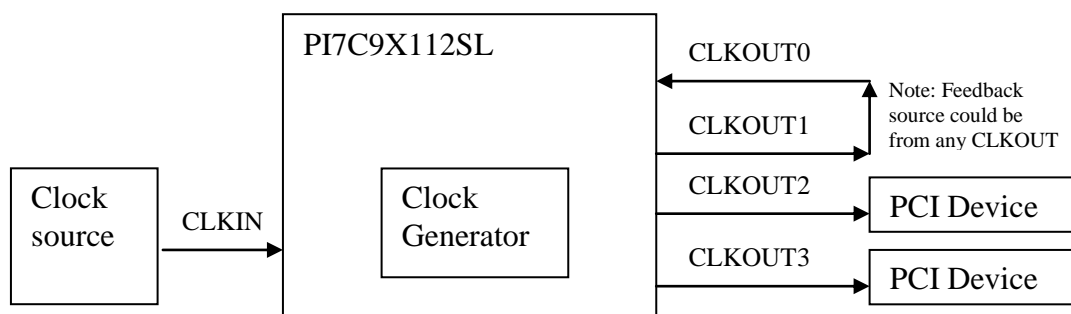 PI7C9X112SL
CLKOUT0
Note: Feedback
source could be
from any CLKOUT
CLKOUT1
Clock
source
CLKIN
Clock
Generator
CLKOUT2
PCI Device
CLKOUT3
PCI Device